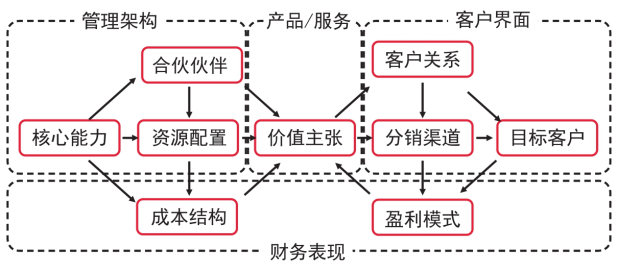 管理架构
产品/服务
客户界面
合伙伙伴
客户关系
核心能力
资源配置
价值主张
分销渠道
目标客户
成本结构
盈利模式
财务表现